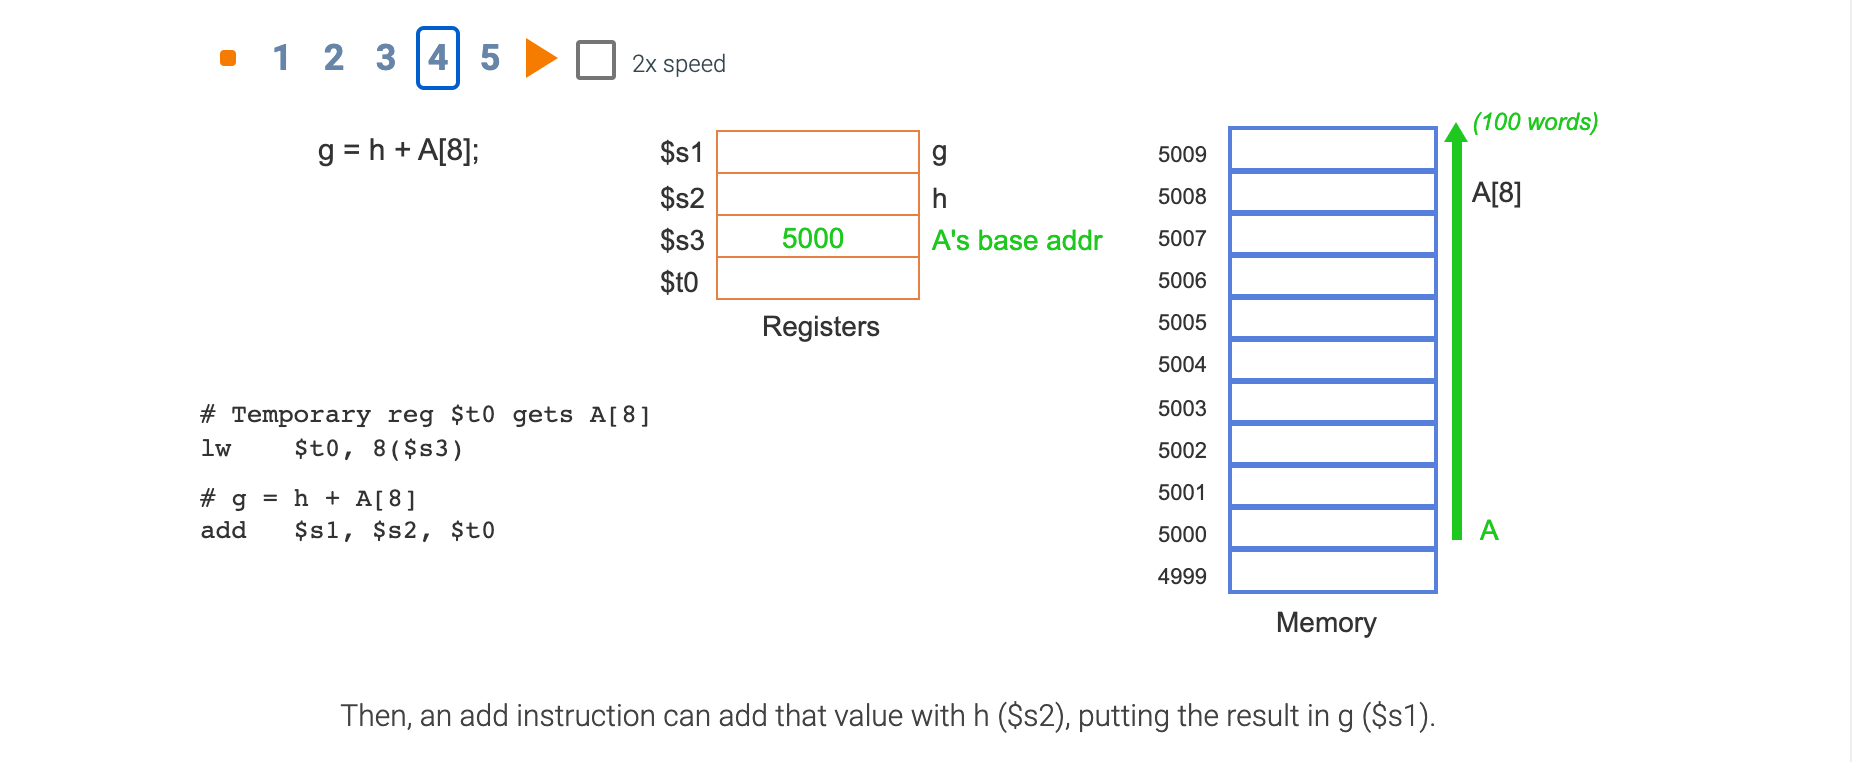 1 2 3 4 5 2x speed
g = h + A[8];
$s1 g
$s2 h
$s3 5000 A's base addr
$t0
Registers
# Temporary reg $t0 gets A[8]
lw    $t0, 8($s3)
# g = h + A[8]
add   $s1, $s2, $t0
(100 words)
5009
5008 A[8]
5007
5006
5005
5004
5003
5002
5001
5000 A
4999
Memory
Then, an add instruction can add that value with h ($s2), putting the result in g ($s1).